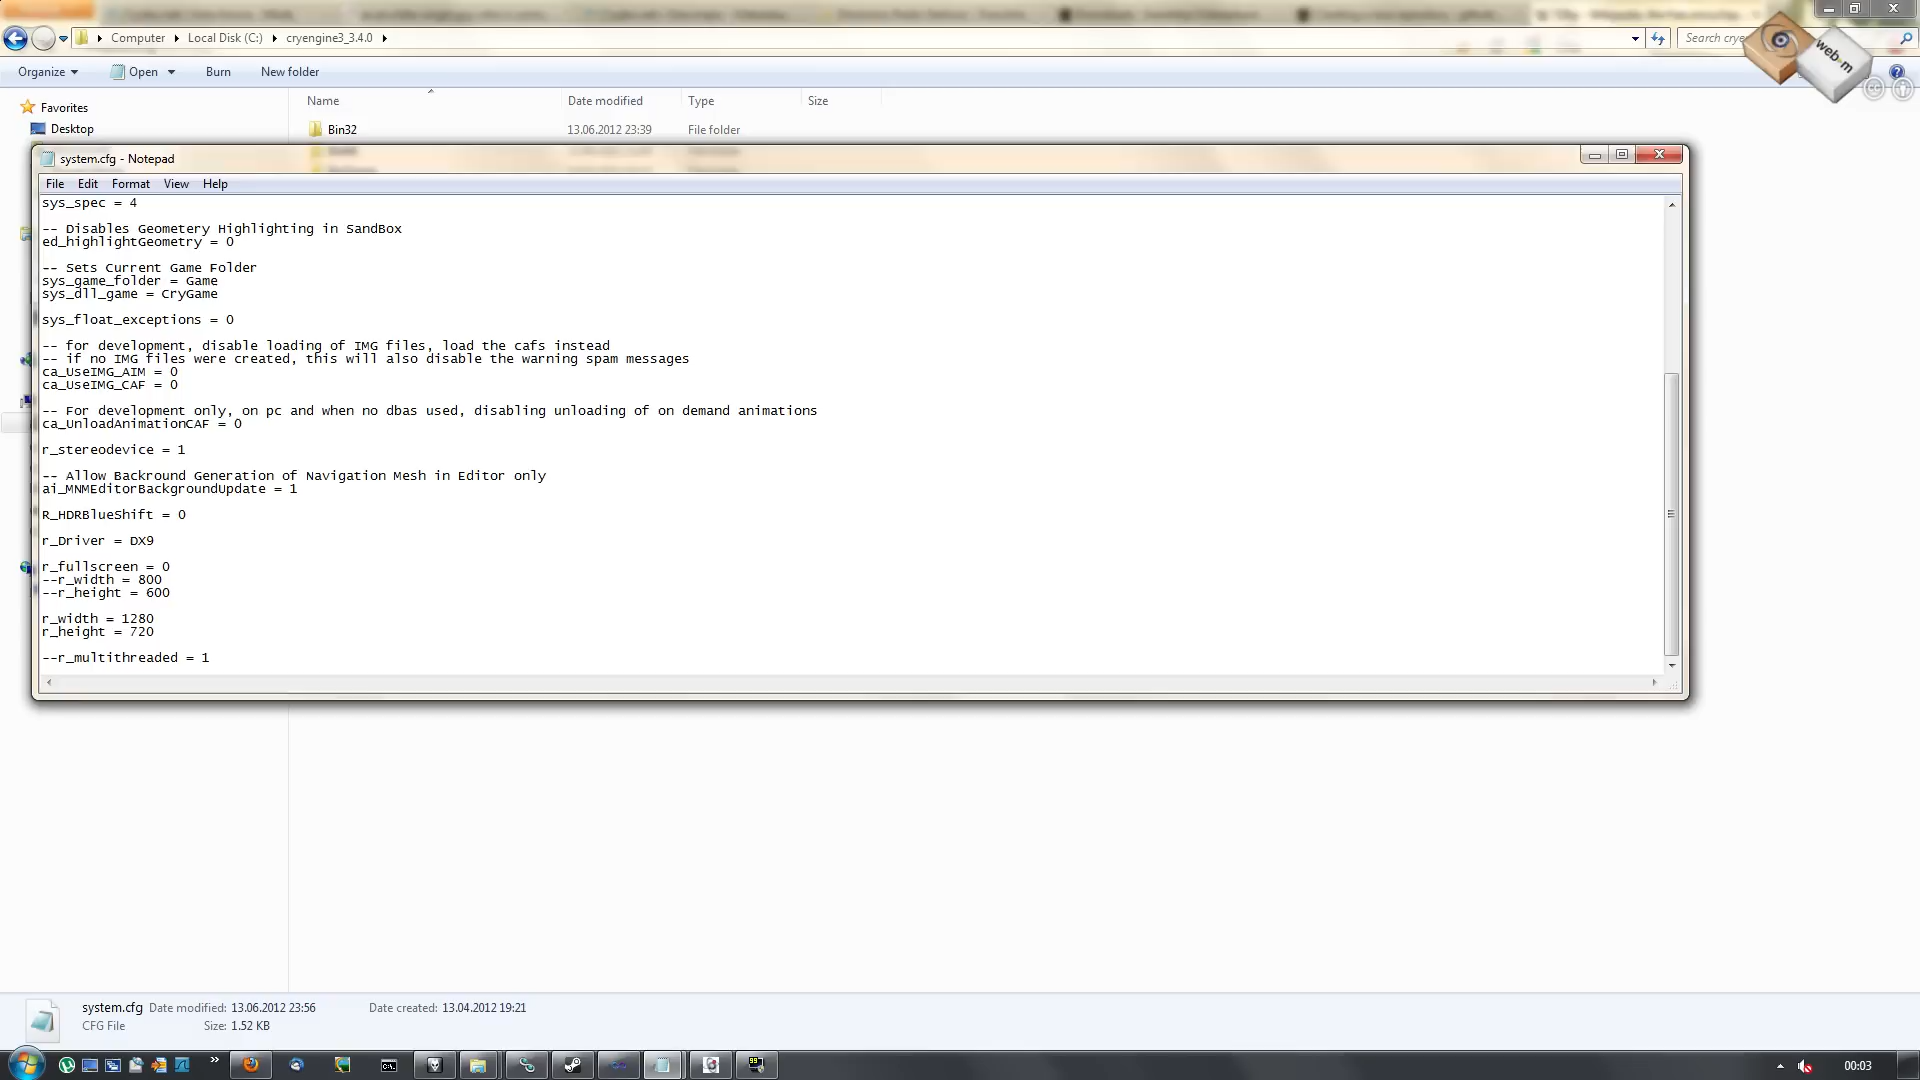 Computer
Local Disk (C:)
cryengine3_3.4.0
Search crye
web m
Organize
Open
Burn
New folder
Name
Date modified
Type
Size
Favorites
Desktop
Bin32
13.06.2012 23:39
File folder
system.cfg - Notepad
File
Edit
Format
View
Help
sys_spec = 4
-- Disables Geometery Highlighting in SandBox
ed_highlightGeometry = 0
-- Sets Current Game Folder
sys_game_folder = Game
sys_dll_game = CryGame
sys_float_exceptions = 0
-- for development, disable loading of IMG files, load the cafs instead
-- if no IMG files were created, this will also disable the warning spam messages
ca_UseIMG_AIM = 0
ca_UseIMG_CAF = 0
-- For development only, on pc and when no dbas used, disabling unloading of on demand animations
ca_UnloadAnimationCAF = 0
r_stereodevice = 1
-- Allow Backround Generation of Navigation Mesh in Editor only
ai_MNMEditorBackgroundUpdate = 1
R_HDRBlueShift = 0
r_Driver = DX9
r_fullscreen = 0
--r_width = 800
--r_height = 600
r_width = 1280
r_height = 720
--r_multithreaded = 1
system.cfg
Date modified: 13.06.2012 23:56
Date created: 13.04.2012 19:21
CFG File
Size: 1.52 KB
00:03